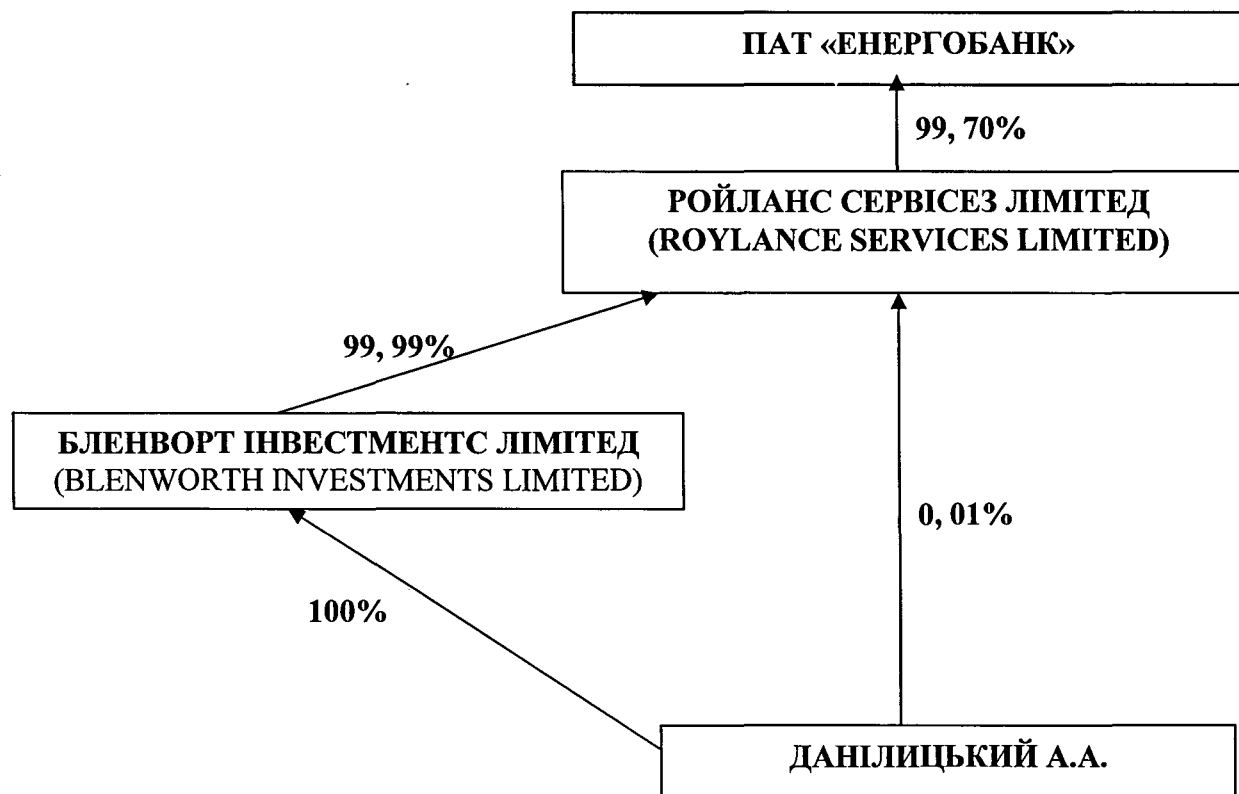 ПАТ «ЕНЕРГОБАНК»
99, 70%
РОЙЛАНС СЕРВІСЕЗ ЛІМІТЕД
(ROYLANCE SERVICES LIMITED)
99, 99%
БЛЕНВОРТ ІНВЕСТМЕНТС ЛІМІТЕД
(BLENWORTH INVESTMENTS LIMITED)
0, 01%
100%
ДАНІЛИЦЬКИЙ А.А.